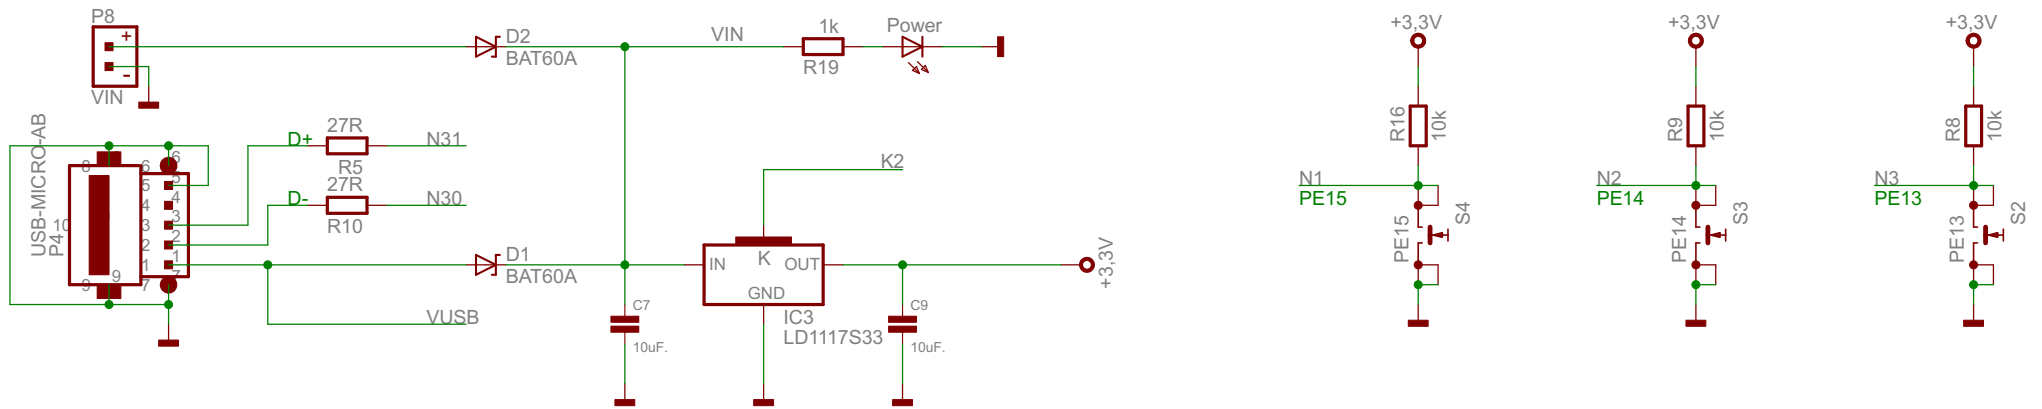 P8
+
-
VIN
D2
BAT60A
VIN
1k
R19
Power
USB-MICRO-AB
P4
8
6
6
5
5
4
4
3
3
2
2
1
1
10
9
9
7
7
D+
27R
R5
N31
D-
27R
R10
N30
D1
BAT60A
VUSB
K2
IN
K
OUT
GND
IC3
LD1117S33
C7
10uF.
C9
10uF.
+3,3V
+3,3V
R16
10k
N1
PE15
PE15
S4
+3,3V
R9
10k
N2
PE14
PE14
S3
+3,3V
R8
10k
N3
PE13
PE13
S2